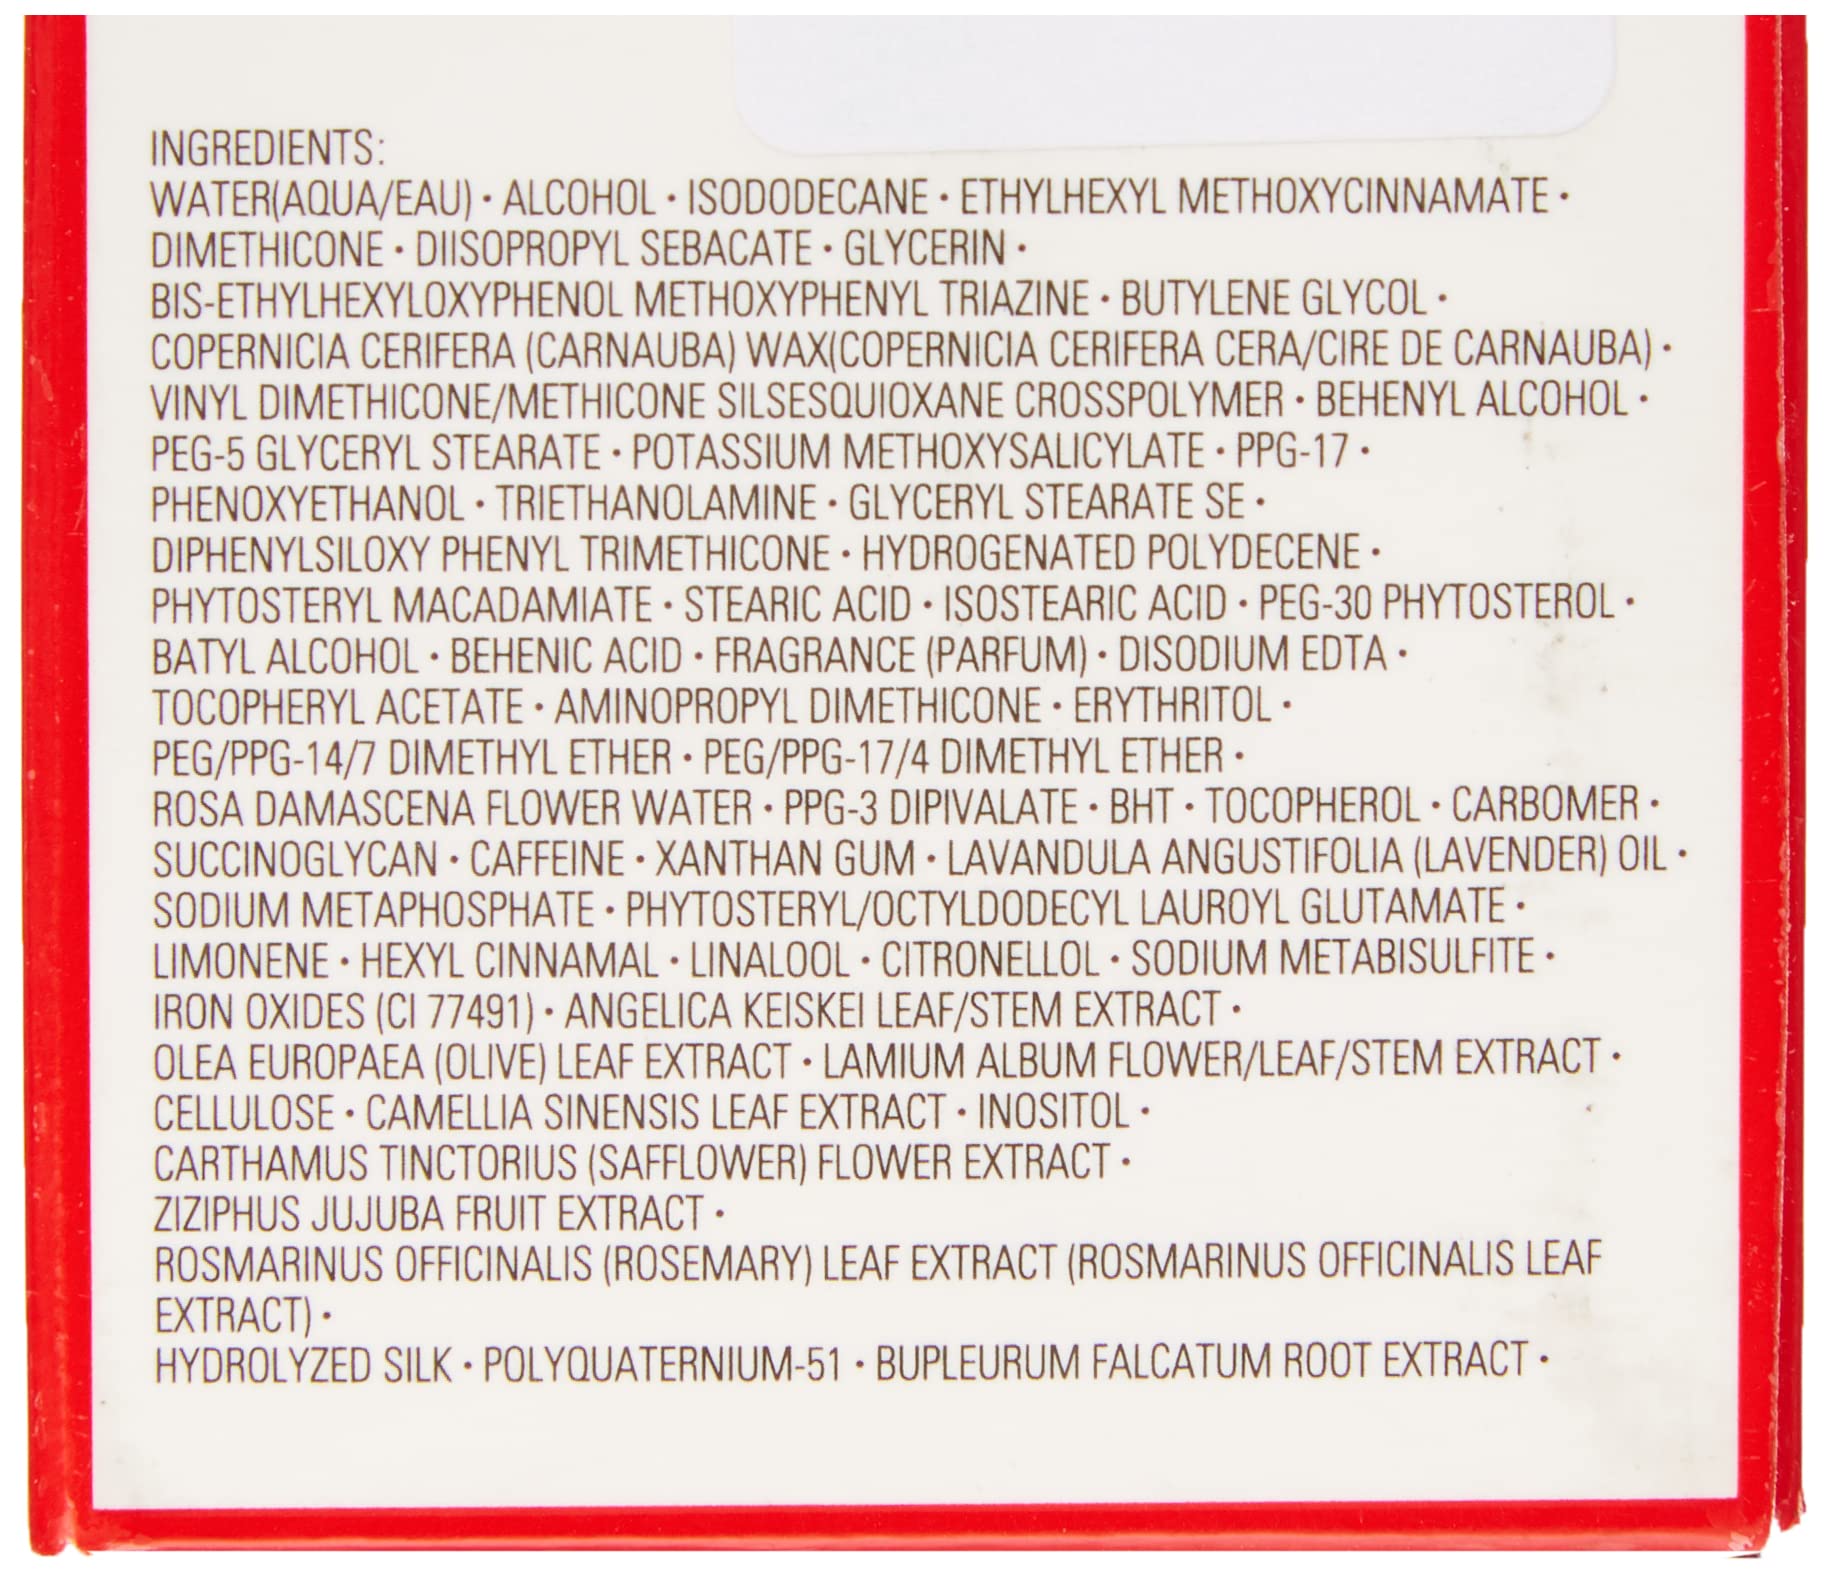 INGREDIENTS:
WATER(AQUA/EAU) · ALCOHOL · ISODODECANE · ETHYLHEXYL METHOXYCINNAMATE ·
DIMETHICONE · DIISOPROPYL SEBACATE · GLYCERIN ·
BIS-ETHYLHEXYLOXYPHENOL METHOXYPHENYL TRIAZINE · BUTYLENE GLYCOL ·
COPERNICIA CERIFERA (CARNAUBA) WAX(COPERNICIA CERIFERA CERA/CIRE DE CARNAUBA) ·
VINYL DIMETHICONE/METHICONE SILSESQUIOXANE CROSSPOLYMER · BEHENYL ALCOHOL ·
PEG-5 GLYCERYL STEARATE · POTASSIUM METHOXYSALICYLATE · PPG-17 ·
PHENOXYETHANOL · TRIETHANOLAMINE · GLYCERYL STEARATE SE ·
DIPHENYLSILOXY PHENYL TRIMETHICONE · HYDROGENATED POLYDECENE ·
PHYTOSTERYL MACADAMIATE · STEARIC ACID · ISOSTEARIC ACID · PEG-30 PHYTOSTEROL ·
BATYL ALCOHOL · BEHENIC ACID · FRAGRANCE (PARFUM) · DISODIUM EDTA ·
TOCOPHERYL ACETATE · AMINOPROPYL DIMETHICONE · ERYTHRITOL ·
PEG/PPG-14/7 DIMETHYL ETHER · PEG/PPG-17/4 DIMETHYL ETHER ·
ROSA DAMASCENA FLOWER WATER · PPG-3 DIPIVALATE · BHT · TOCOPHEROL · CARBOMER ·
SUCCINOGLYCAN · CAFFEINE · XANTHAN GUM · LAVANDULA ANGUSTIFOLIA (LAVENDER) OIL ·
SODIUM METAPHOSPHATE · PHYTOSTERYL/OCTYLDODECYL LAUROYL GLUTAMATE ·
LIMONENE · HEXYL CINNAMAL · LINALOOL · CITRONELLOL · SODIUM METABISULFITE ·
IRON OXIDES (CI 77491) · ANGELICA KEISKEI LEAF/STEM EXTRACT ·
OLEA EUROPAEA (OLIVE) LEAF EXTRACT · LAMIUM ALBUM FLOWER/LEAF/STEM EXTRACT ·
CELLULOSE · CAMELLIA SINENSIS LEAF EXTRACT · INOSITOL ·
CARTHAMUS TINCTORIUS (SAFFLOWER) FLOWER EXTRACT ·
ZIZIPHUS JUJUBA FRUIT EXTRACT ·
ROSMARINUS OFFICINALIS (ROSEMARY) LEAF EXTRACT (ROSMARINUS OFFICINALIS LEAF
EXTRACT) ·
HYDROLYZED SILK · POLYQUATERNIUM-51 · BUPLEURUM FALCATUM ROOT EXTRACT ·